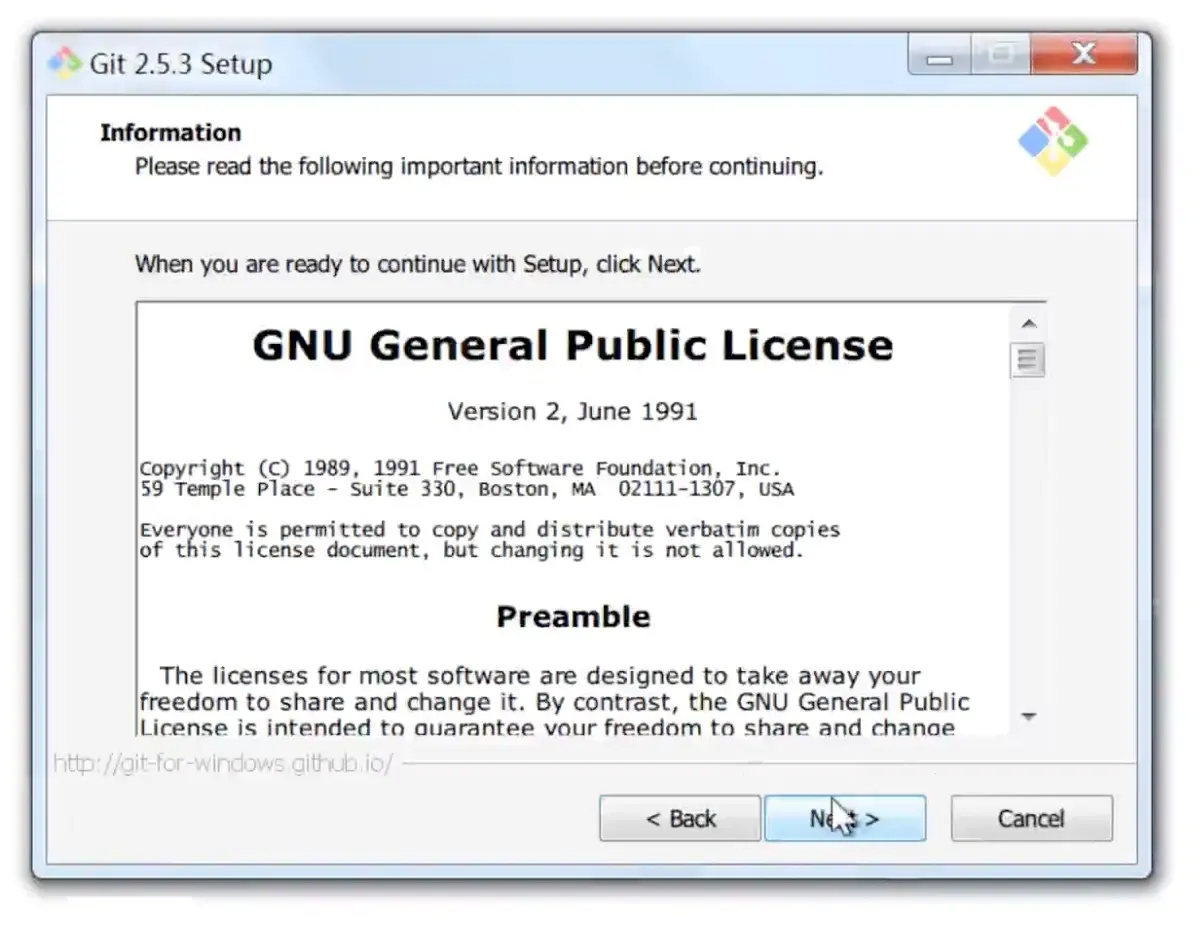 Git 2.5.3 Setup
Information
Please read the following important information before continuing.
When you are ready to continue with Setup, click Next.
GNU General Public License
Version 2, June 1991
Copyright (C) 1989, 1991 Free Software Foundation, Inc.
59 Temple Place - Suite 330, Boston, MA  02111-1307, USA
Everyone is permitted to copy and distribute verbatim copies
of this license document, but changing it is not allowed.
Preamble
The licenses for most software are designed to take away your
freedom to share and change it. By contrast, the GNU General Public
License is intended to guarantee your freedom to share and change
http://git-for-windows.github.io/
< Back
Next >
Cancel